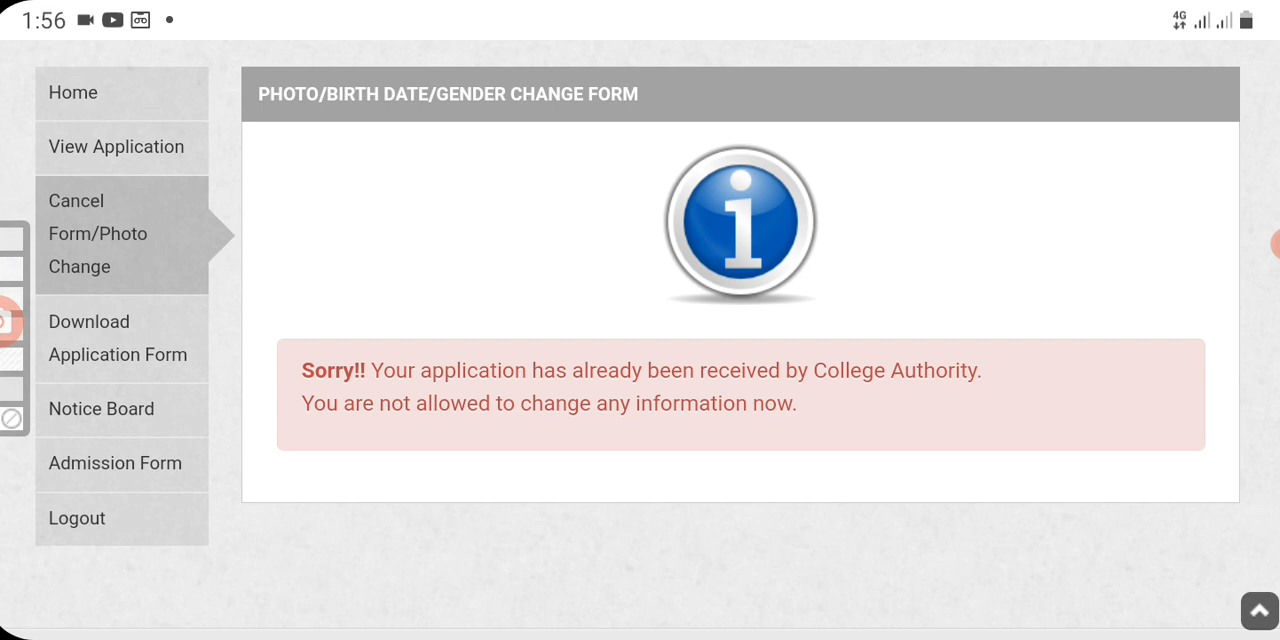 1:56
4G
Home
View Application
Cancel
Form/Photo
Change
Download
Application Form
Notice Board
Admission Form
Logout
PHOTO/BIRTH DATE/GENDER CHANGE FORM
Sorry!! Your application has already been received by College Authority.
You are not allowed to change any information now.